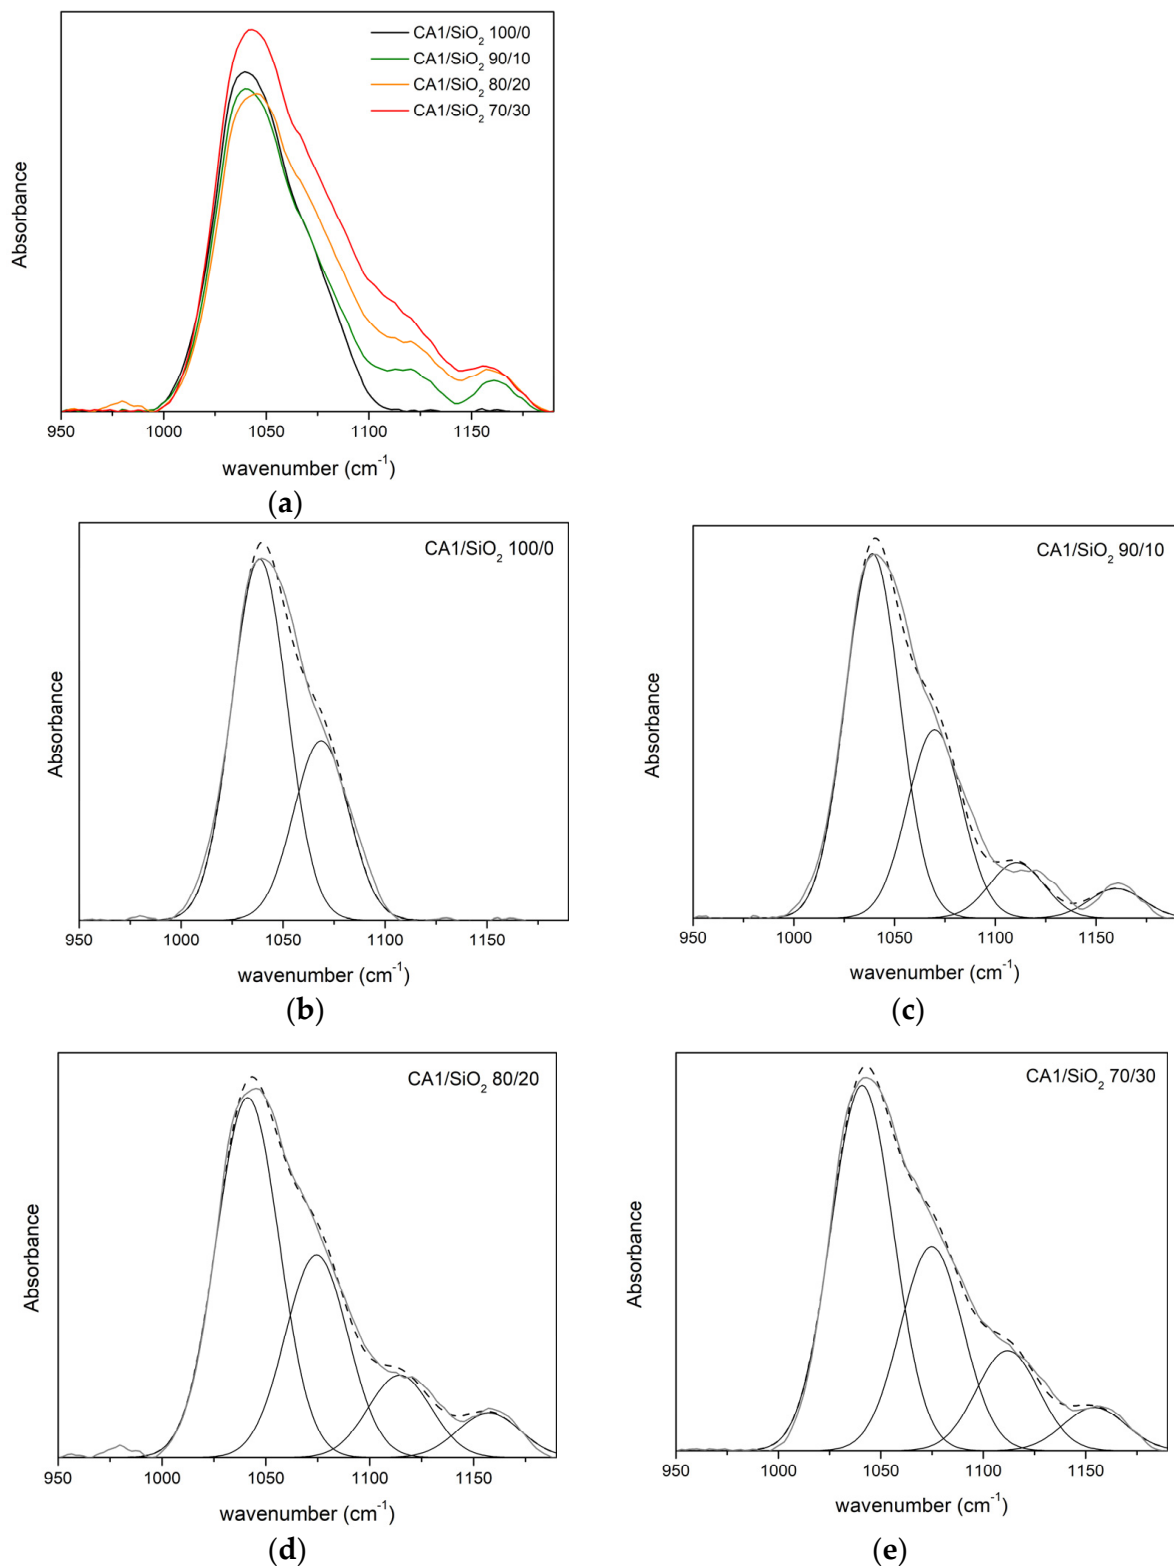 CA1/SiO2 100/0
CA1/SiO2 90/10
CA1/SiO2 80/20
CA1/SiO2 70/30
Absorbance
950 1000 1050 1100 1150
wavenumber (cm-1)
(a)
CA1/SiO2 100/0
Absorbance
950 1000 1050 1100 1150
wavenumber (cm-1)
(b)
CA1/SiO2 90/10
Absorbance
950 1000 1050 1100 1150
wavenumber (cm-1)
(c)
CA1/SiO2 80/20
Absorbance
950 1000 1050 1100 1150
wavenumber (cm-1)
(d)
CA1/SiO2 70/30
Absorbance
950 1000 1050 1100 1150
wavenumber (cm-1)
(e)